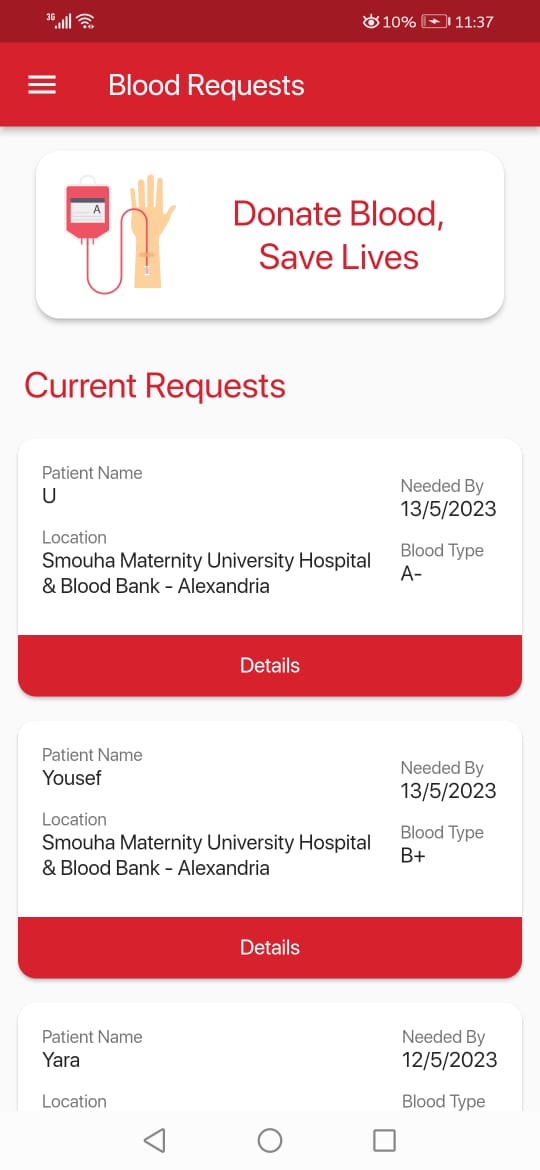 3G
10%
11:37
Blood Requests
A
Donate Blood,
Save Lives
Current Requests
Patient Name
U
Needed By
13/5/2023
Location
Smouha Maternity University Hospital
& Blood Bank - Alexandria
Blood Type
A-
Details
Patient Name
Yousef
Needed By
13/5/2023
Location
Smouha Maternity University Hospital
& Blood Bank - Alexandria
Blood Type
B+
Details
Patient Name
Yara
Needed By
12/5/2023
Location
Blood Type